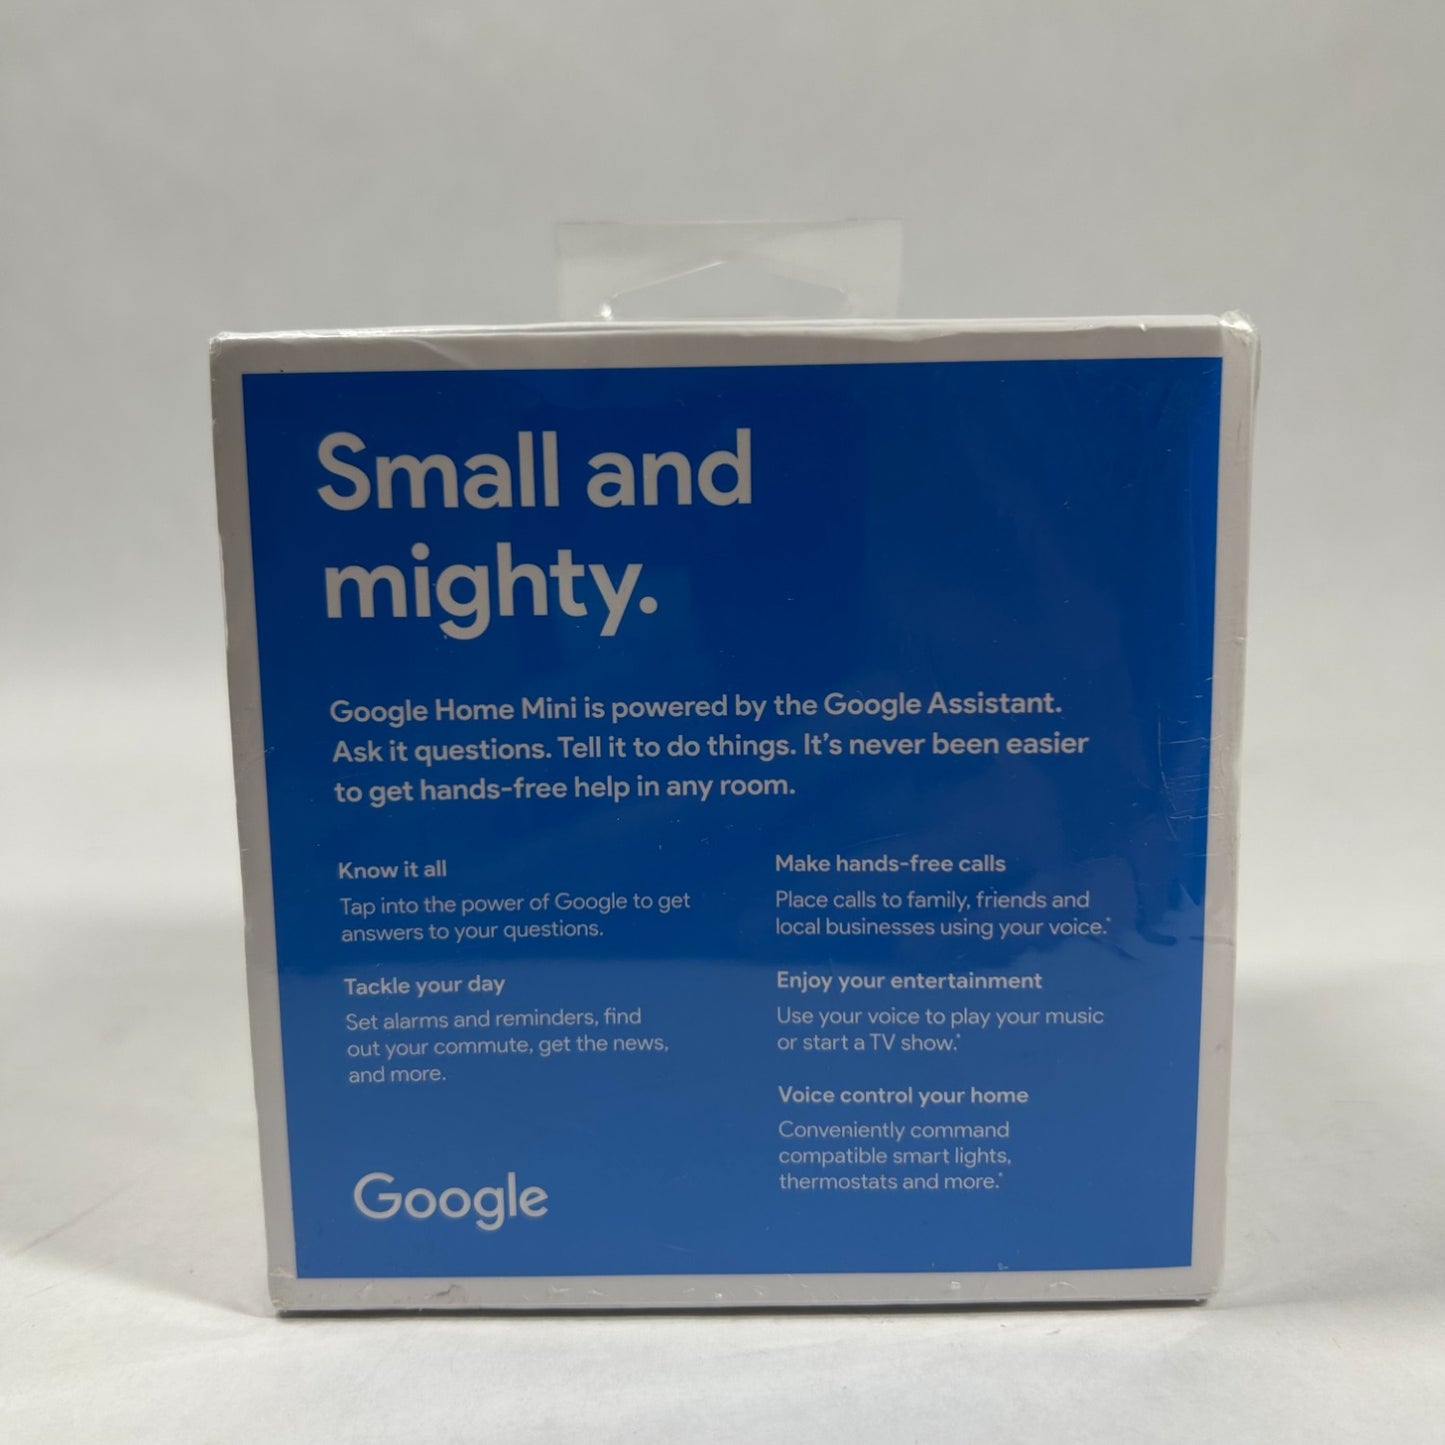 Small and
mighty.
Google Home Mini is powered by the Google Assistant.
Ask it questions. Tell it to do things. It's never been easier
to get hands-free help in any room.
Know it all
Tap into the power of Google to get
answers to your questions.
Tackle your day
Set alarms and reminders, find
out your commute, get the news,
and more.
Make hands-free calls
Place calls to family, friends and
local businesses using your voice.*
Enjoy your entertainment
Use your voice to play your music
or start a TV show.*
Voice control your home
Conveniently command
compatible smart lights,
thermostats and more.*
Google